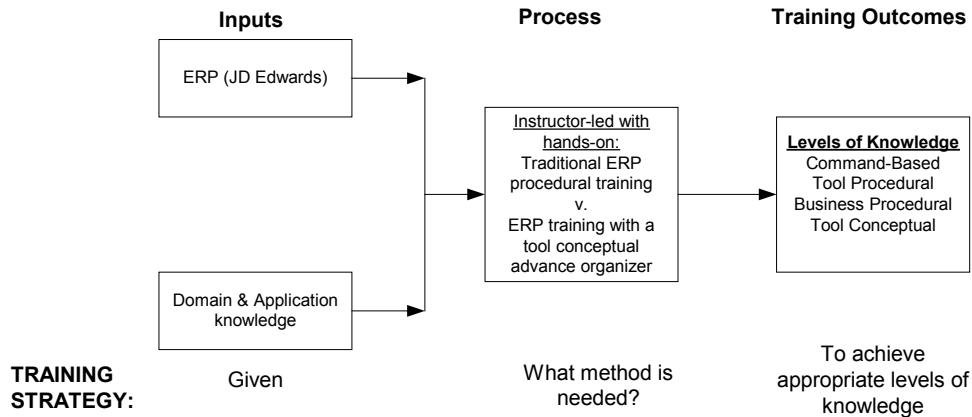 Inputs
Process
Training Outcomes
ERP (JD Edwards)
Domain & Application
knowledge
Instructor-led with
hands-on:
Traditional ERP
procedural training
v.
ERP training with a
tool conceptual
advance organizer
Levels of Knowledge
Command-Based
Tool Procedural
Business Procedural
Tool Conceptual
TRAINING
STRATEGY:
Given
What method is
needed?
To achieve
appropriate levels of
knowledge